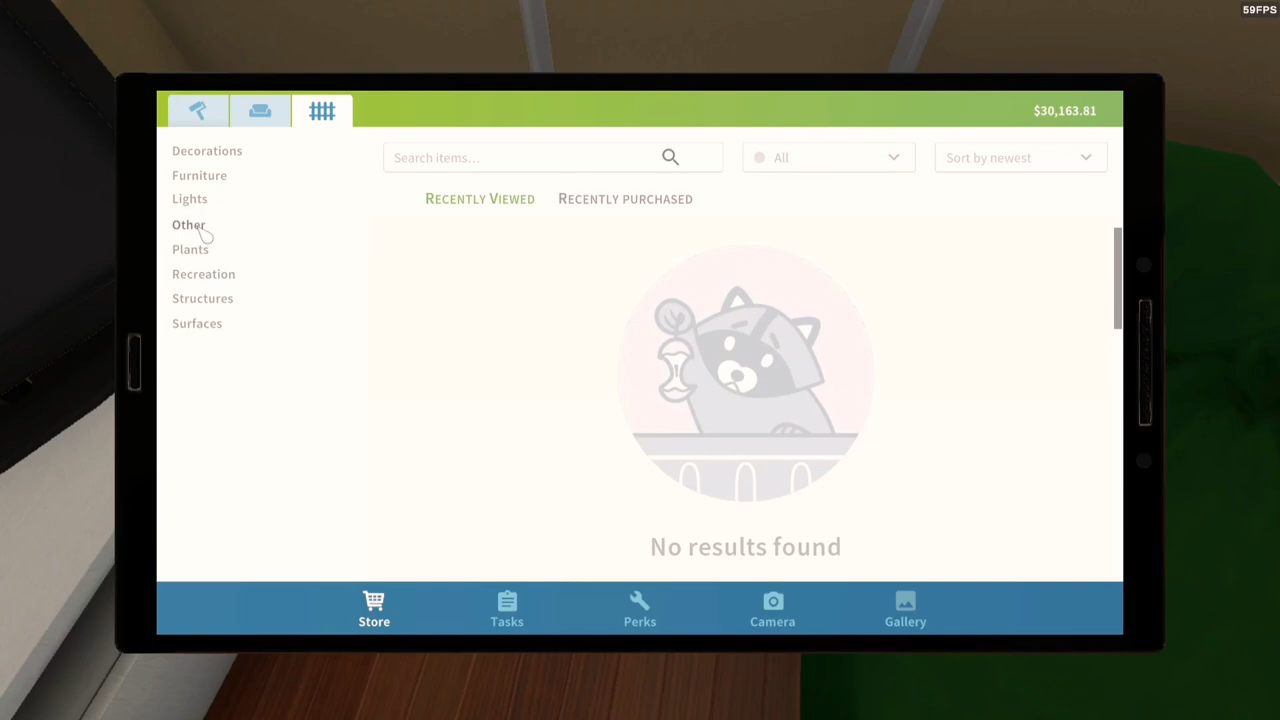 59FPS
$30,163.81
Decorations
Furniture
Lights
Other
Plants
Recreation
Structures
Surfaces
Search items...
All
Sort by newest
RECENTLY VIEWED
RECENTLY PURCHASED
No results found
Store
Tasks
Perks
Camera
Gallery